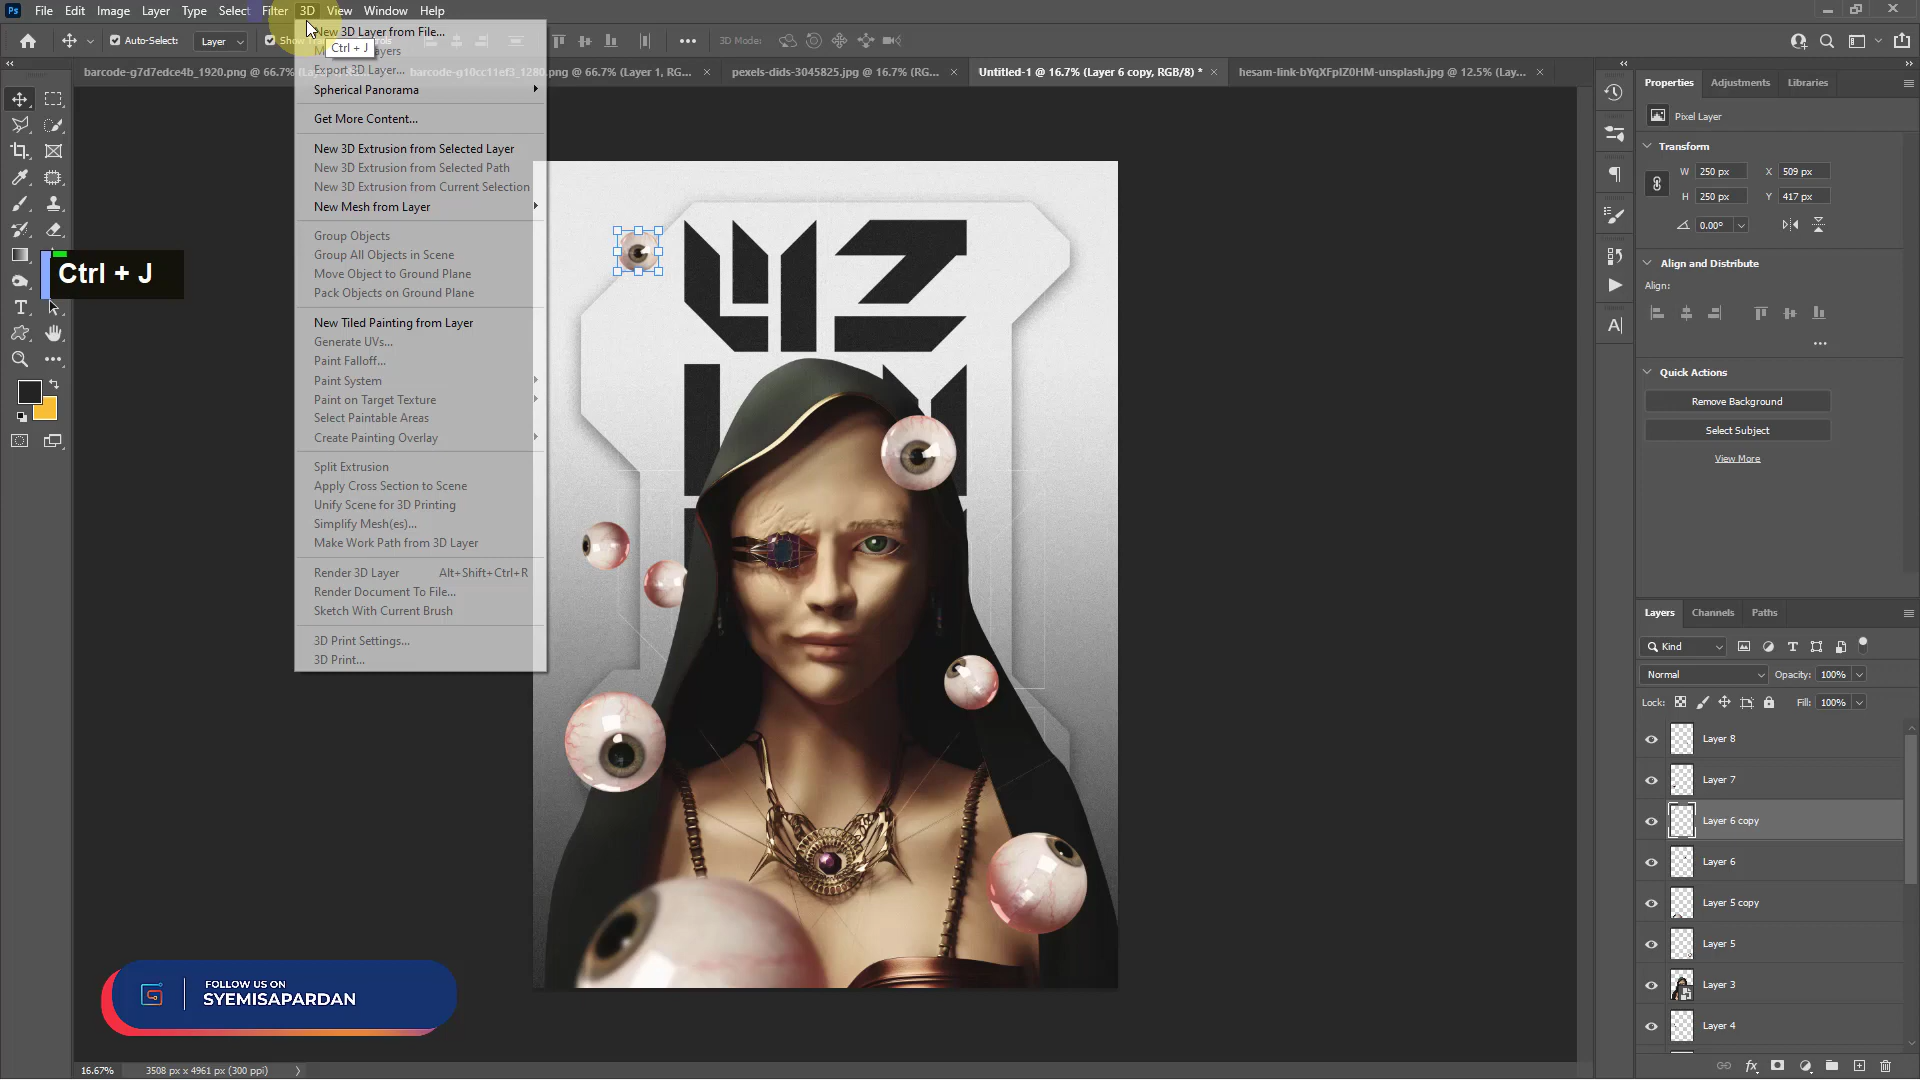 Ps File Edit Image Layer Type Select Filter 3D View Window Help
Auto-Select: Layer Show 3D Mode:
barcode-g7d7edce4b_1920.png @ 66.7% barcode-g10cc11ef3_1280.png @ 66.7% (Layer 1, RG... pexels-dids-3045825.jpg @ 16.7% (RG... Untitled-1 @ 16.7% (Layer 6 copy, RGB/8) * hesam-link-bYqXFpIZ0HM-unsplash.jpg @ 12.5% (Lay...
New 3D Layer from File...
Ctrl + J
Export 3D Layer...
Spherical Panorama
Get More Content...
New 3D Extrusion from Selected Layer
New 3D Extrusion from Selected Path
New 3D Extrusion from Current Selection
New Mesh from Layer
Group Objects
Group All Objects in Scene
Move Object to Ground Plane
Pack Objects on Ground Plane
New Tiled Painting from Layer
Generate UVs...
Paint Falloff...
Paint System
Paint on Target Texture
Select Paintable Areas
Create Painting Overlay
Split Extrusion
Apply Cross Section to Scene
Unify Scene for 3D Printing
Simplify Mesh(es)...
Make Work Path from 3D Layer
Render 3D Layer Alt+Shift+Ctrl+R
Render Document To File...
Sketch With Current Brush
3D Print Settings...
3D Print...
Ctrl + J
FOLLOW US ON
SYEMISAPARDAN
16.67% 3508 px x 4961 px (300 ppi)
Properties Adjustments Libraries
Pixel Layer
Transform
W 250 px X 509 px
H 250 px Y 417 px
0.00°
Align and Distribute
Align:
Quick Actions
Remove Background
Select Subject
View More
Layers Channels Paths
Kind
Normal Opacity: 100%
Lock: Fill: 100%
Layer 8
Layer 7
Layer 6 copy
Layer 6
Layer 5 copy
Layer 5
Layer 3
Layer 4